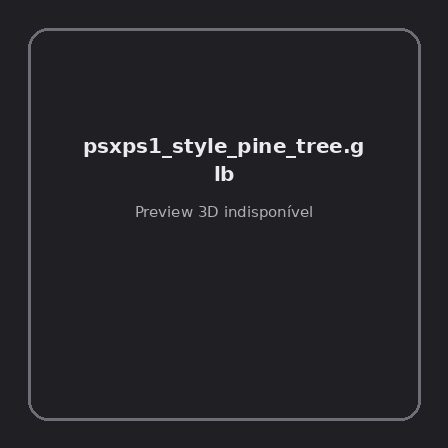 psxps1_style_pine_tree.g
lb
Preview 3D indisponível